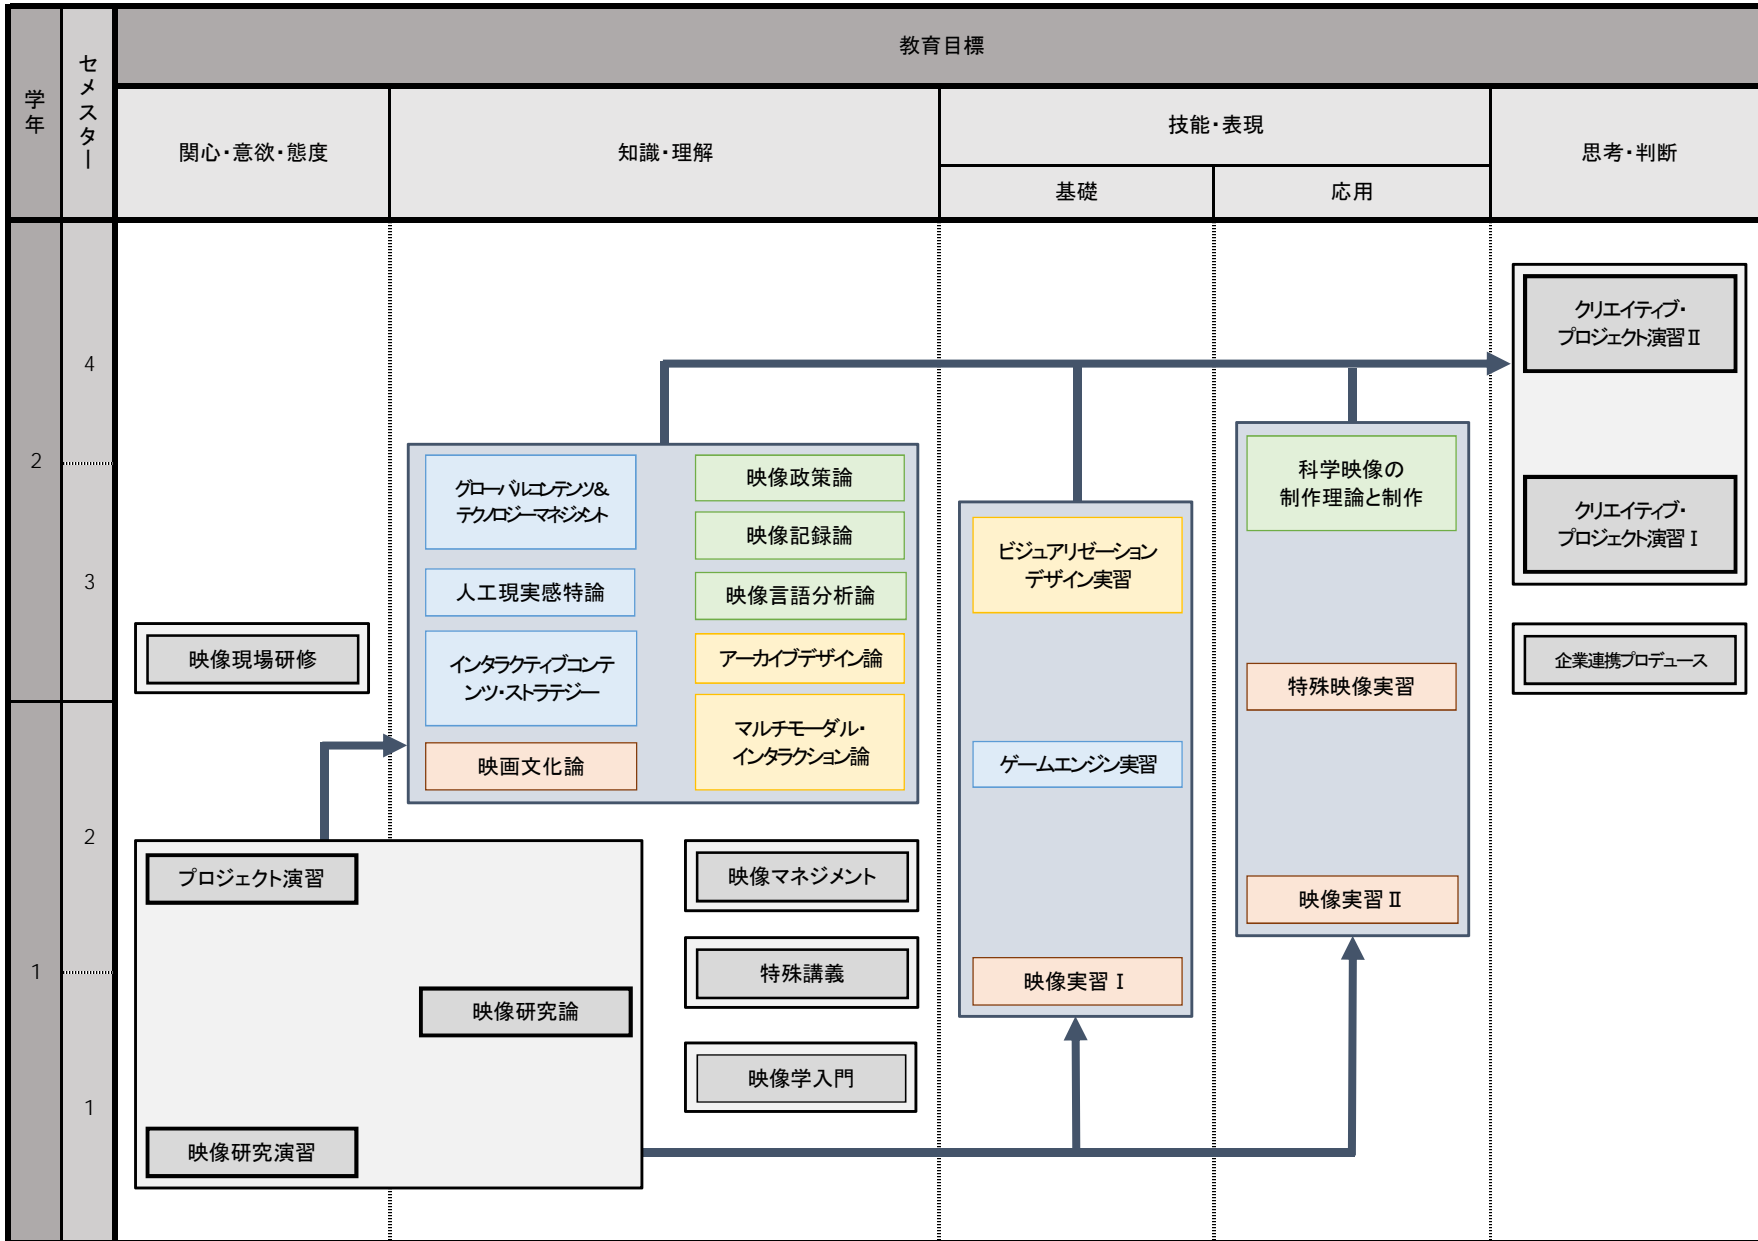 教育目標
学年
セメスター
関心・意欲・態度
知識・理解
技能・表現
基礎
応用
思考・判断
2
4
3
1
2
1
クリエイティブ・
プロジェクト演習Ⅱ
クリエイティブ・
プロジェクト演習Ⅰ
企業連携プロデュース
映像現場研修
グローバルコンテンツ&
テクノロジーマネジメント
人工現実感特論
インタラクティブコンテ
ンツ・ストラテジー
映画文化論
映像政策論
映像記録論
映像言語分析論
アーカイブデザイン論
マルチモーダル・
インタラクション論
ビジュアリゼーション
デザイン実習
ゲームエンジン実習
映像実習Ⅰ
科学映像の
制作理論と制作
特殊映像実習
映像実習Ⅱ
プロジェクト演習
映像研究論
映像研究演習
映像マネジメント
特殊講義
映像学入門